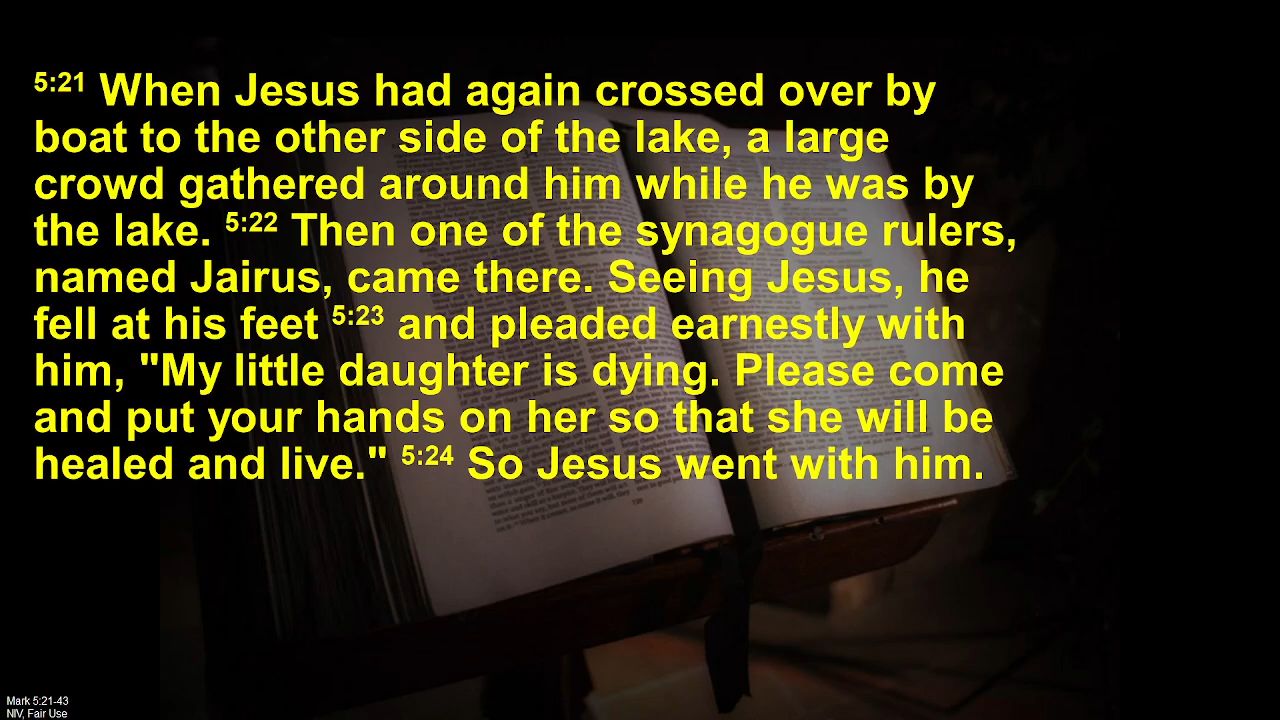 5:21 When Jesus had again crossed over by
boat to the other side of the lake, a large
crowd gathered around him while he was by
the lake. 5:22 Then one of the synagogue rulers,
named Jairus, came there. Seeing Jesus, he
fell at his feet 5:23 and pleaded earnestly with
him, "My little daughter is dying. Please come
and put your hands on her so that she will be
healed and live." 5:24 So Jesus went with him.
Mark 5:21-43
NIV, Fair Use